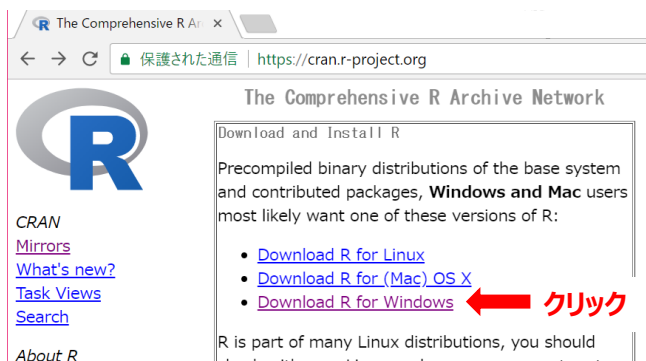 The Comprehensive R Ar
保護された通信 | https://cran.r-project.org
R
The Comprehensive R Archive Network
Download and Install R
Precompiled binary distributions of the base system
and contributed packages, Windows and Mac users
most likely want one of these versions of R:
Download R for Linux
Download R for (Mac) OS X
Download R for Windows
クリック
R is part of many Linux distributions, you should
CRAN
Mirrors
What's new?
Task Views
Search
About R